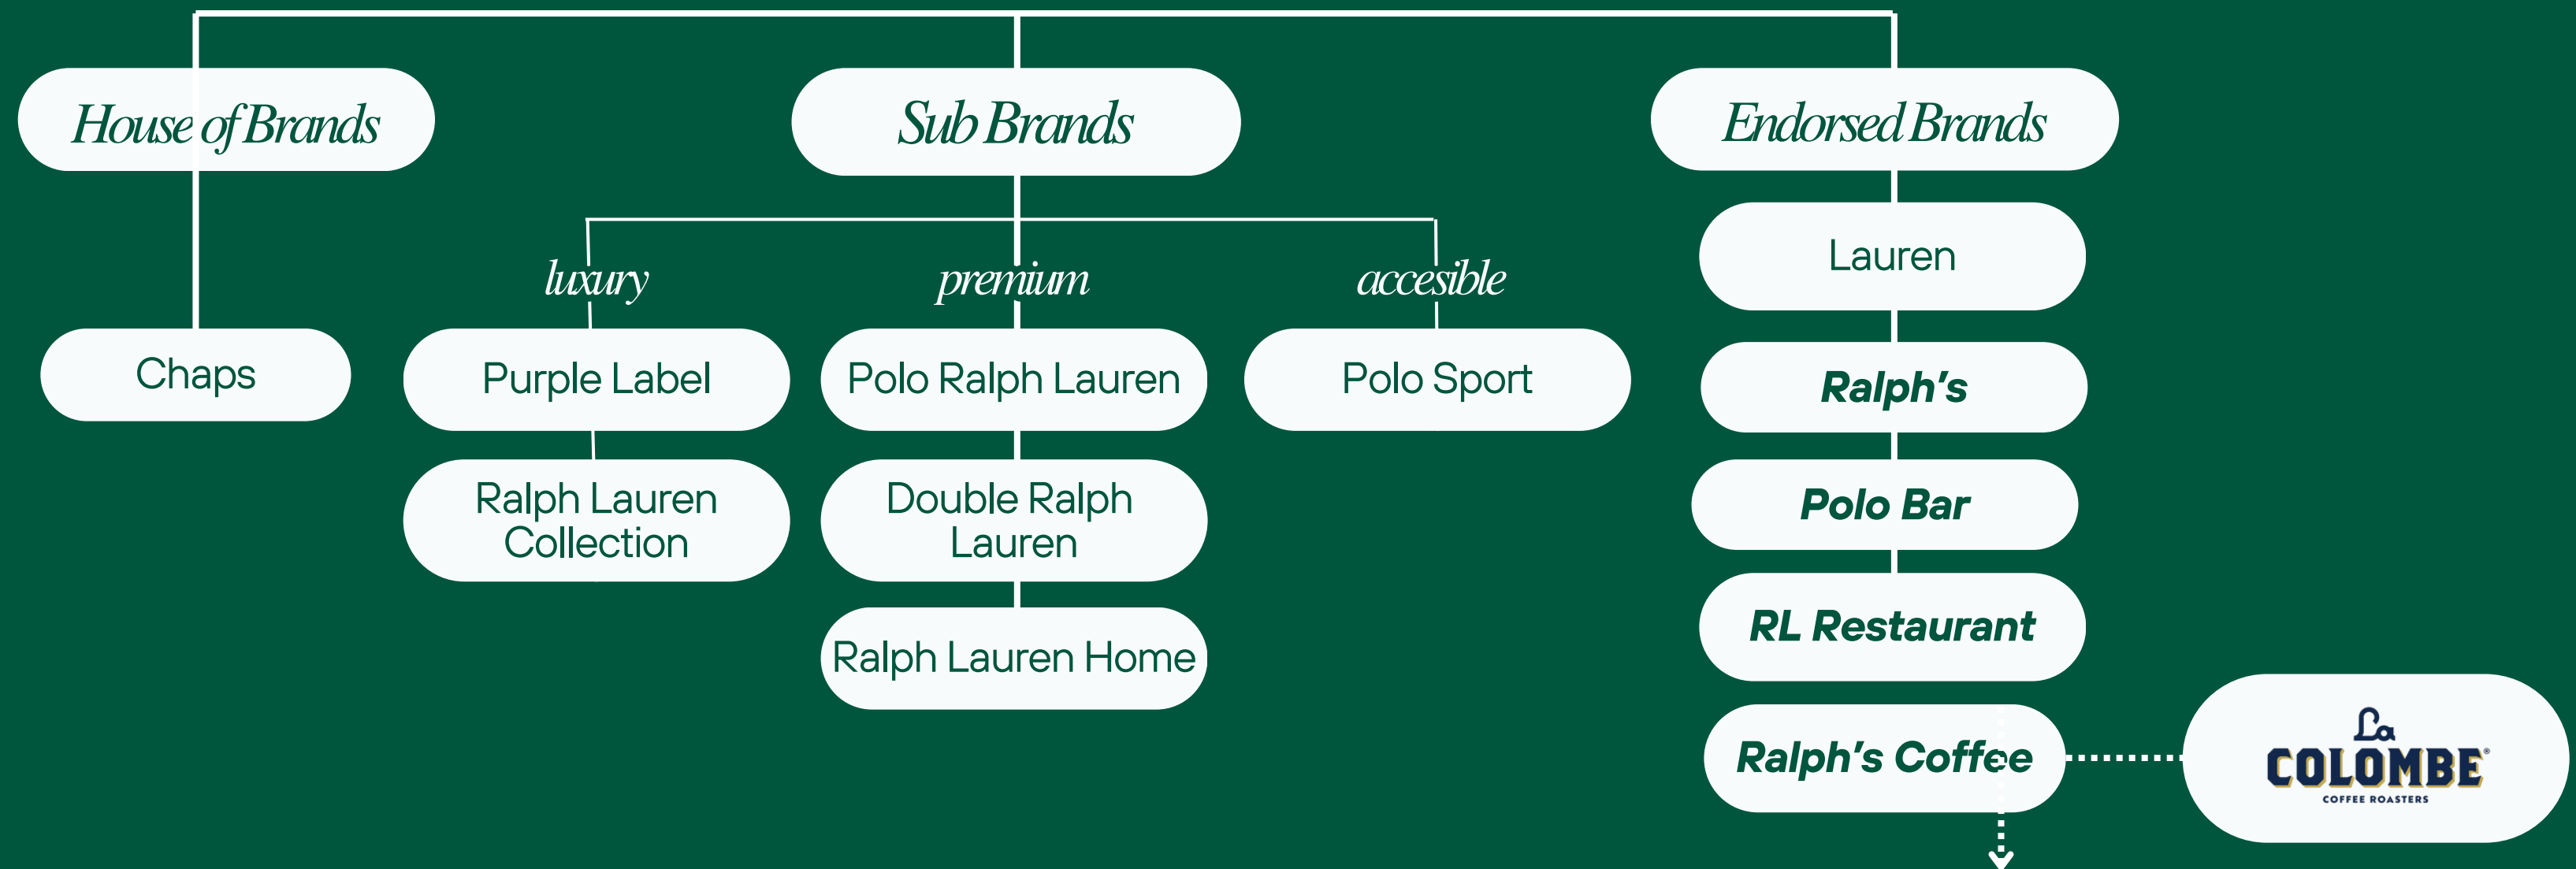 House of Brands
Sub Brands
Endorsed Brands
Lauren
luxury
premium
accesible
Chaps
Purple Label
Polo Ralph Lauren
Polo Sport
Ralph's
Ralph Lauren
Collection
Double Ralph
Lauren
Polo Bar
RL Restaurant
Ralph Lauren Home
Ralph's Coffee
La
COLOMBE®
COFFEE ROASTERS